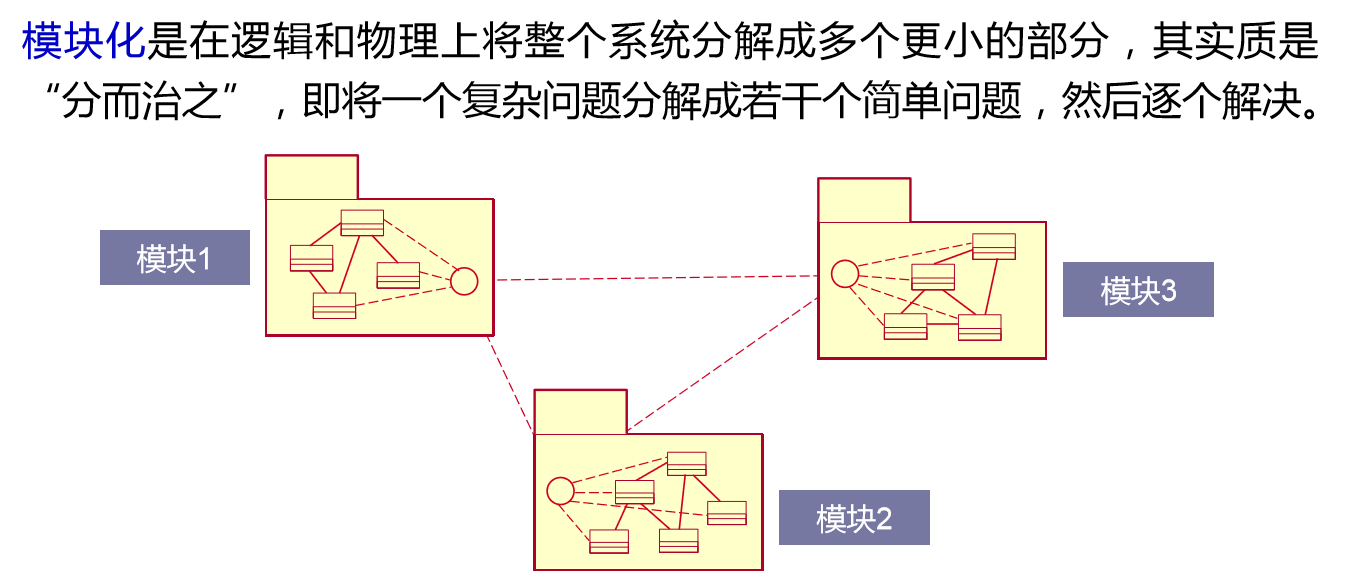 模块化是在逻辑和物理上将整个系统分解成多个更小的部分，其实质是
“分而治之”，即将一个复杂问题分解成若干个简单问题，然后逐个解决。
模块1
模块3
模块2